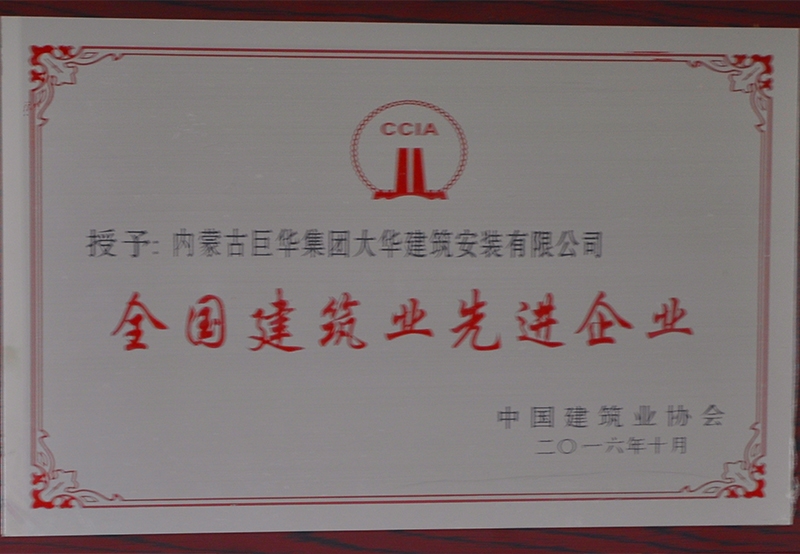 CCIA
授予：内蒙古巨华集团大华建筑安装有限公司
全国建筑业先进企业
中国建筑业协会
二〇一六年十月